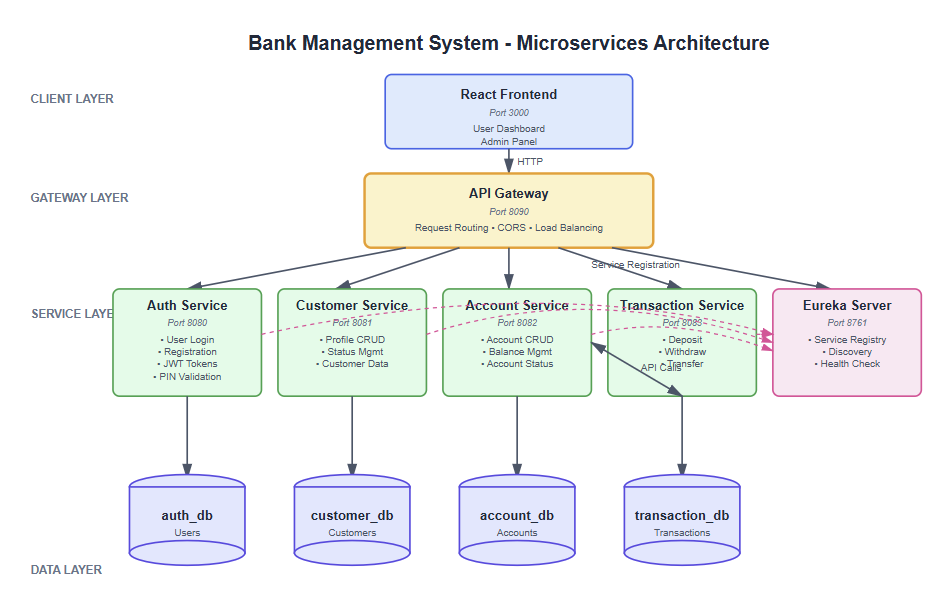 Bank Management System - Microservices Architecture
CLIENT LAYER
React Frontend
Port 3000
User Dashboard
Admin Panel
HTTP
GATEWAY LAYER
API Gateway
Port 8090
Request Routing • CORS • Load Balancing
Service Registration
SERVICE LAYE
Auth Service
Port 8080
• User Login
• Registration
• JWT Tokens
• PIN Validation
Customer Service
Port 8081
• Profile CRUD
• Status Mgmt
• Customer Data
Account Service
Port 8082
• Account CRUD
• Balance Mgmt
• Account Status
Transaction Service
Port 8083
• Deposit
• Withdraw
• Transfer
API Calls
Eureka Server
Port 8761
• Service Registry
• Discovery
• Health Check
auth_db
Users
customer_db
Customers
account_db
Accounts
transaction_db
Transactions
DATA LAYER